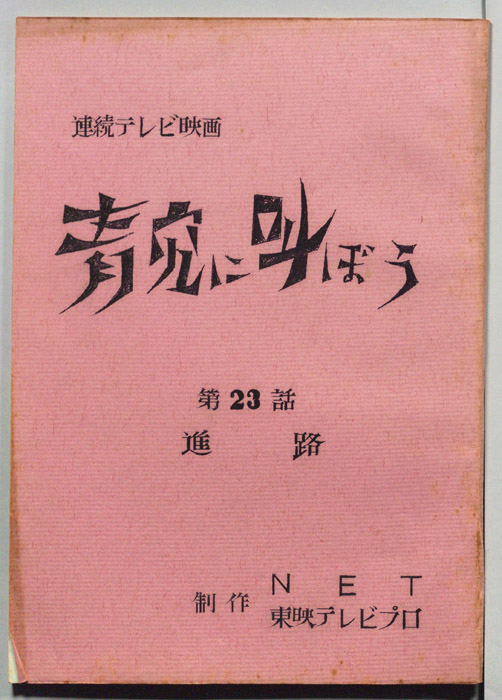 連続テレビ映画
青空に叫ぼう
第23話
進路
制作 NET
東映テレビプロ